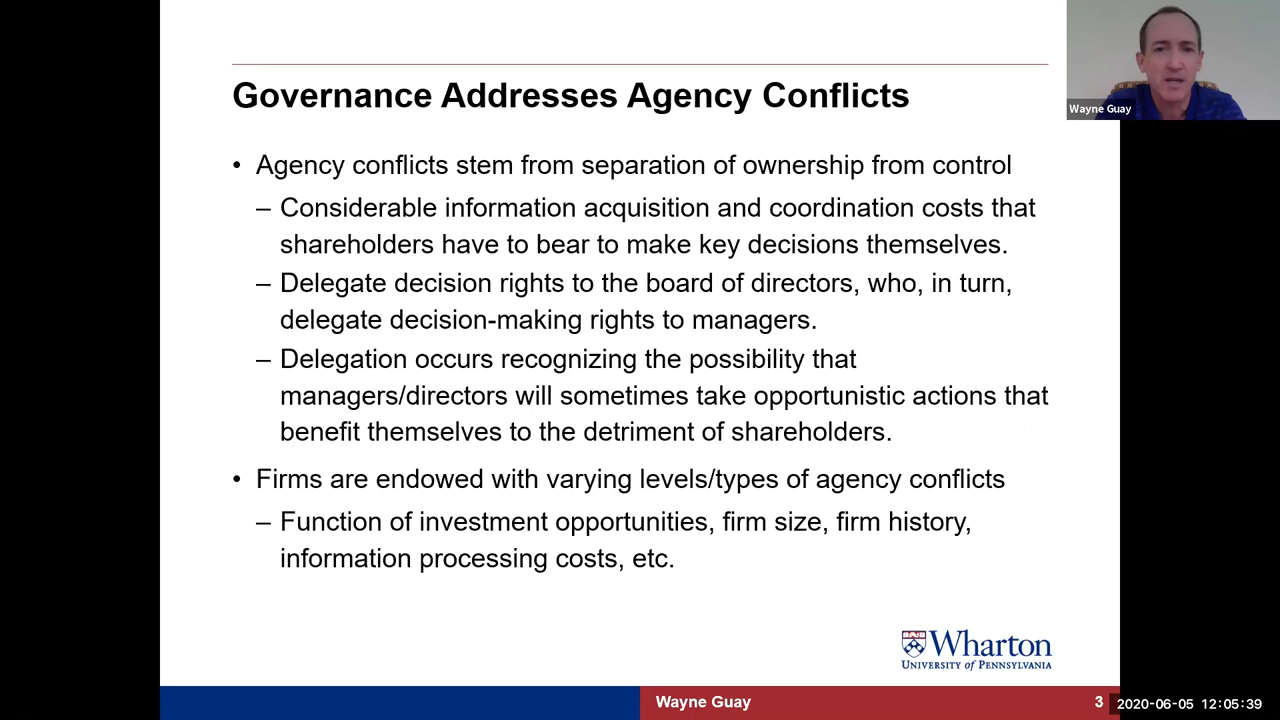 Governance Addresses Agency Conflicts
Wayne Guay
• Agency conflicts stem from separation of ownership from control
– Considerable information acquisition and coordination costs that
shareholders have to bear to make key decisions themselves.
– Delegate decision rights to the board of directors, who, in turn,
delegate decision-making rights to managers.
– Delegation occurs recognizing the possibility that
managers/directors will sometimes take opportunistic actions that
benefit themselves to the detriment of shareholders.
• Firms are endowed with varying levels/types of agency conflicts
– Function of investment opportunities, firm size, firm history,
information processing costs, etc.
Wharton
UNIVERSITY of PENNSYLVANIA
Wayne Guay
3
2020-06-05 12:05:39